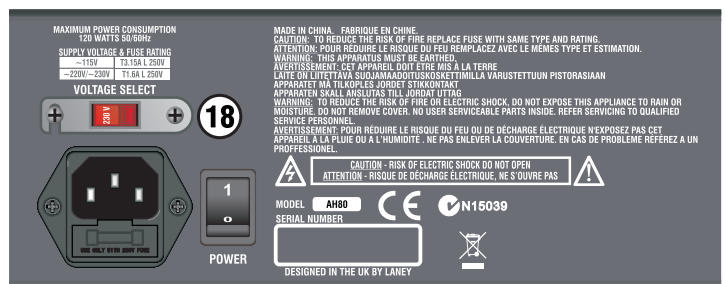 MAXIMUM POWER CONSUMPTION
120 WATTS 50/60Hz
SUPPLY VOLTAGE & FUSE RATING
~115V T3.15A L 250V
~220V/~230V T1.6A L 250V
VOLTAGE SELECT
230 V
18
USE ONLY WITH 250V FUSE
1
O
POWER
MADE IN CHINA. FABRIQUE EN CHINE.
CAUTION: TO REDUCE THE RISK OF FIRE REPLACE FUSE WITH SAME TYPE AND RATING.
ATTENTION: POUR RÉDUIRE LE RISQUE DU FEU REMPLACEZ AVEC LE MÊMES TYPE ET ESTIMATION.
WARNING: THIS APPARATUS MUST BE EARTHED.
AVERTISSEMENT: CET APPAREIL DOIT ÊTRE MIS À LA TERRE
LAITE ON LIITETTÄVÄ SUOJAMAADOITUSKOSKETTIMILLA VARUSTETTUUN PISTORASIAAN
APPARATET MÅ TILKOPLES JORDET STIKKONTAKT
APPARATEN SKALL ANSLUTAS TILL JORDAT UTTAG
WARNING: TO REDUCE THE RISK OF FIRE OR ELECTRIC SHOCK, DO NOT EXPOSE THIS APPLIANCE TO RAIN OR
MOISTURE. DO NOT REMOVE COVER. NO USER SERVICEABLE PARTS INSIDE. REFER SERVICING TO QUALIFIED
SERVICE PERSONNEL.
AVERTISSEMENT: POUR RÉDUIRE LE RISQUE DU FEU OU DE DÉCHARGE ÉLECTRIQUE N'EXPOSEZ PAS CET
APPAREIL À LA PLUIE OU A L'HUMIDITÉ . NE PAS ENLEVER LA COUVERTURE. EN CAS DE PROBLEME RÉFÉREZ A UN
PROFFESSIONEL.
CAUTION - RISK OF ELECTRIC SHOCK DO NOT OPEN
ATTENTION - RISQUE DE DÉCHARGE ÉLECTRIQUE, NE S'OUVRE PAS
MODEL AH80 CE N15039
SERIAL NUMBER
DESIGNED IN THE UK BY LANEY